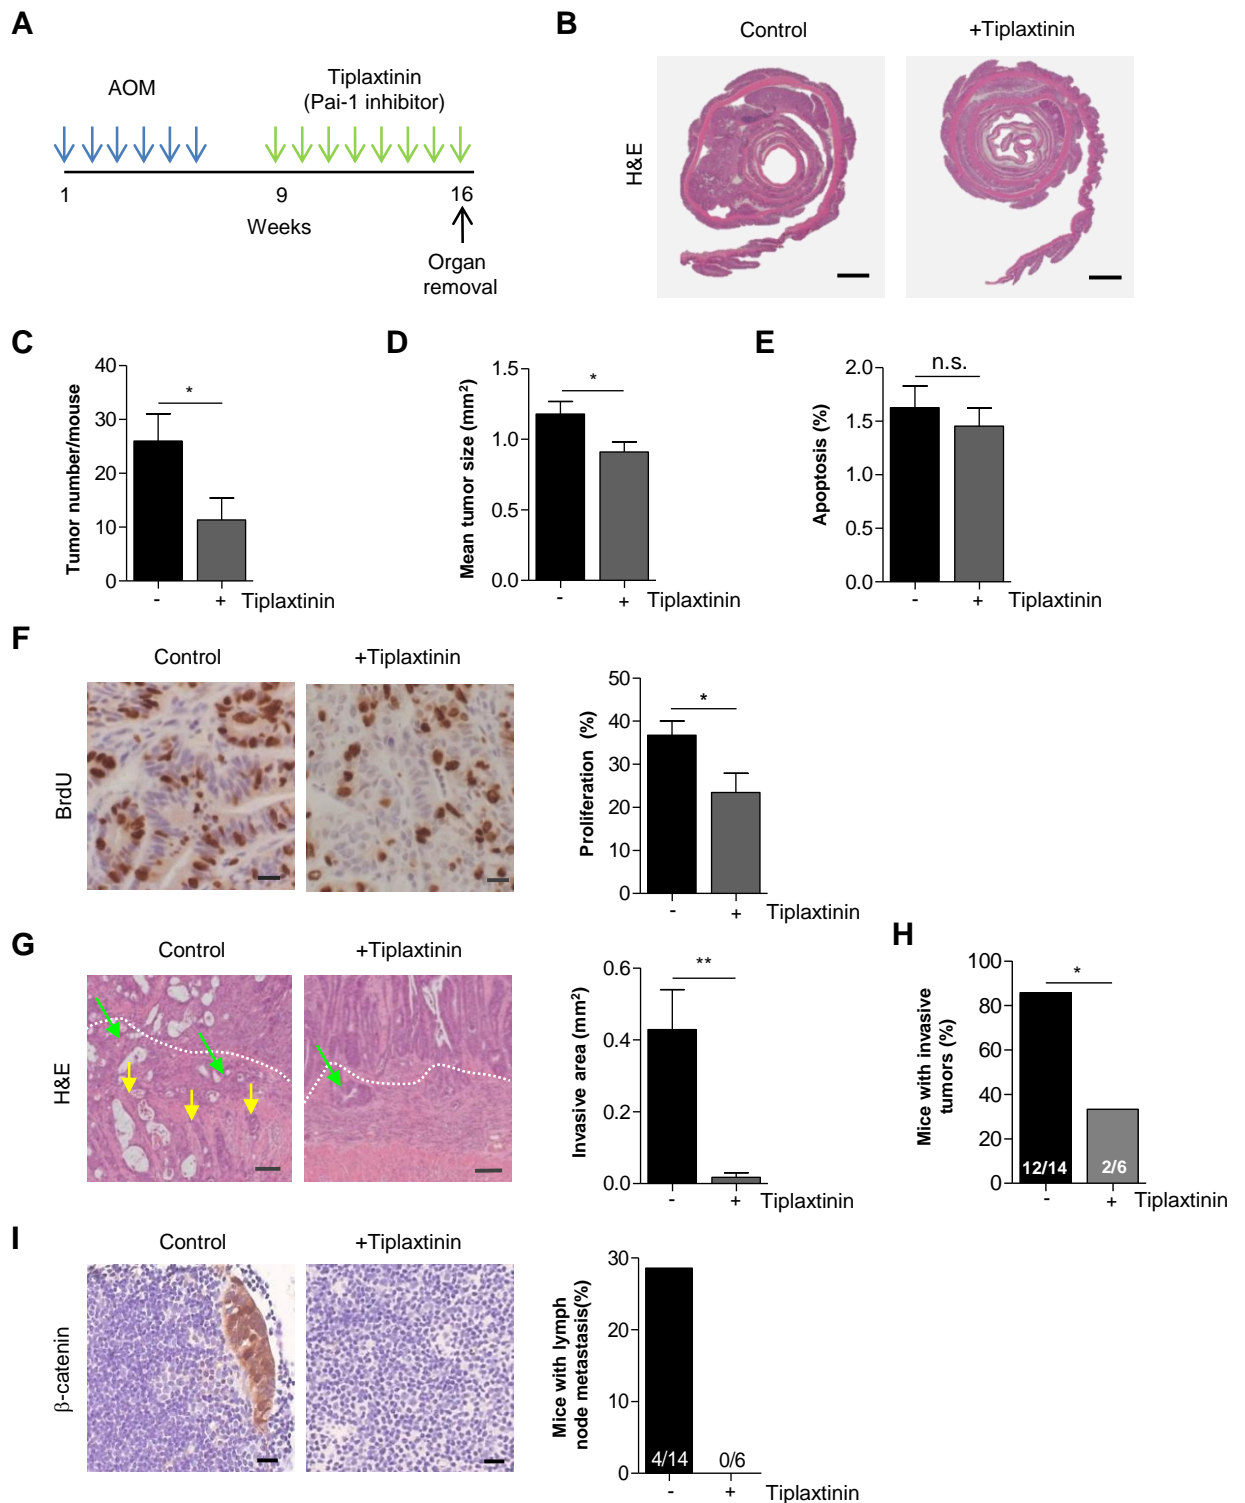 A
AOM
Tiplaxtinin
(Pai-1 inhibitor)
1
9
16
Weeks
Organ
removal
B
Control
+Tiplaxtinin
H&E
C
Tumor number/mouse
40
30
20
10
0
*
-
+
Tiplaxtinin
D
Mean tumor size (mm²)
1.5
1.0
0.5
0.0
*
-
+
Tiplaxtinin
E
Apoptosis (%)
2.0
1.5
1.0
0.5
0.0
n.s.
-
+
Tiplaxtinin
F
Control
+Tiplaxtinin
BrdU
Proliferation (%)
50
40
30
20
10
0
*
-
+
Tiplaxtinin
G
Control
+Tiplaxtinin
H&E
Invasive area (mm²)
0.6
0.4
0.2
0.0
**
-
+
Tiplaxtinin
H
Mice with invasive
tumors (%)
100
80
60
40
20
0
*
12/14
2/6
-
+
Tiplaxtinin
I
Control
+Tiplaxtinin
β-catenin
Mice with lymph
node metastasis(%)
30
20
10
0
4/14
0/6
-
+
Tiplaxtinin